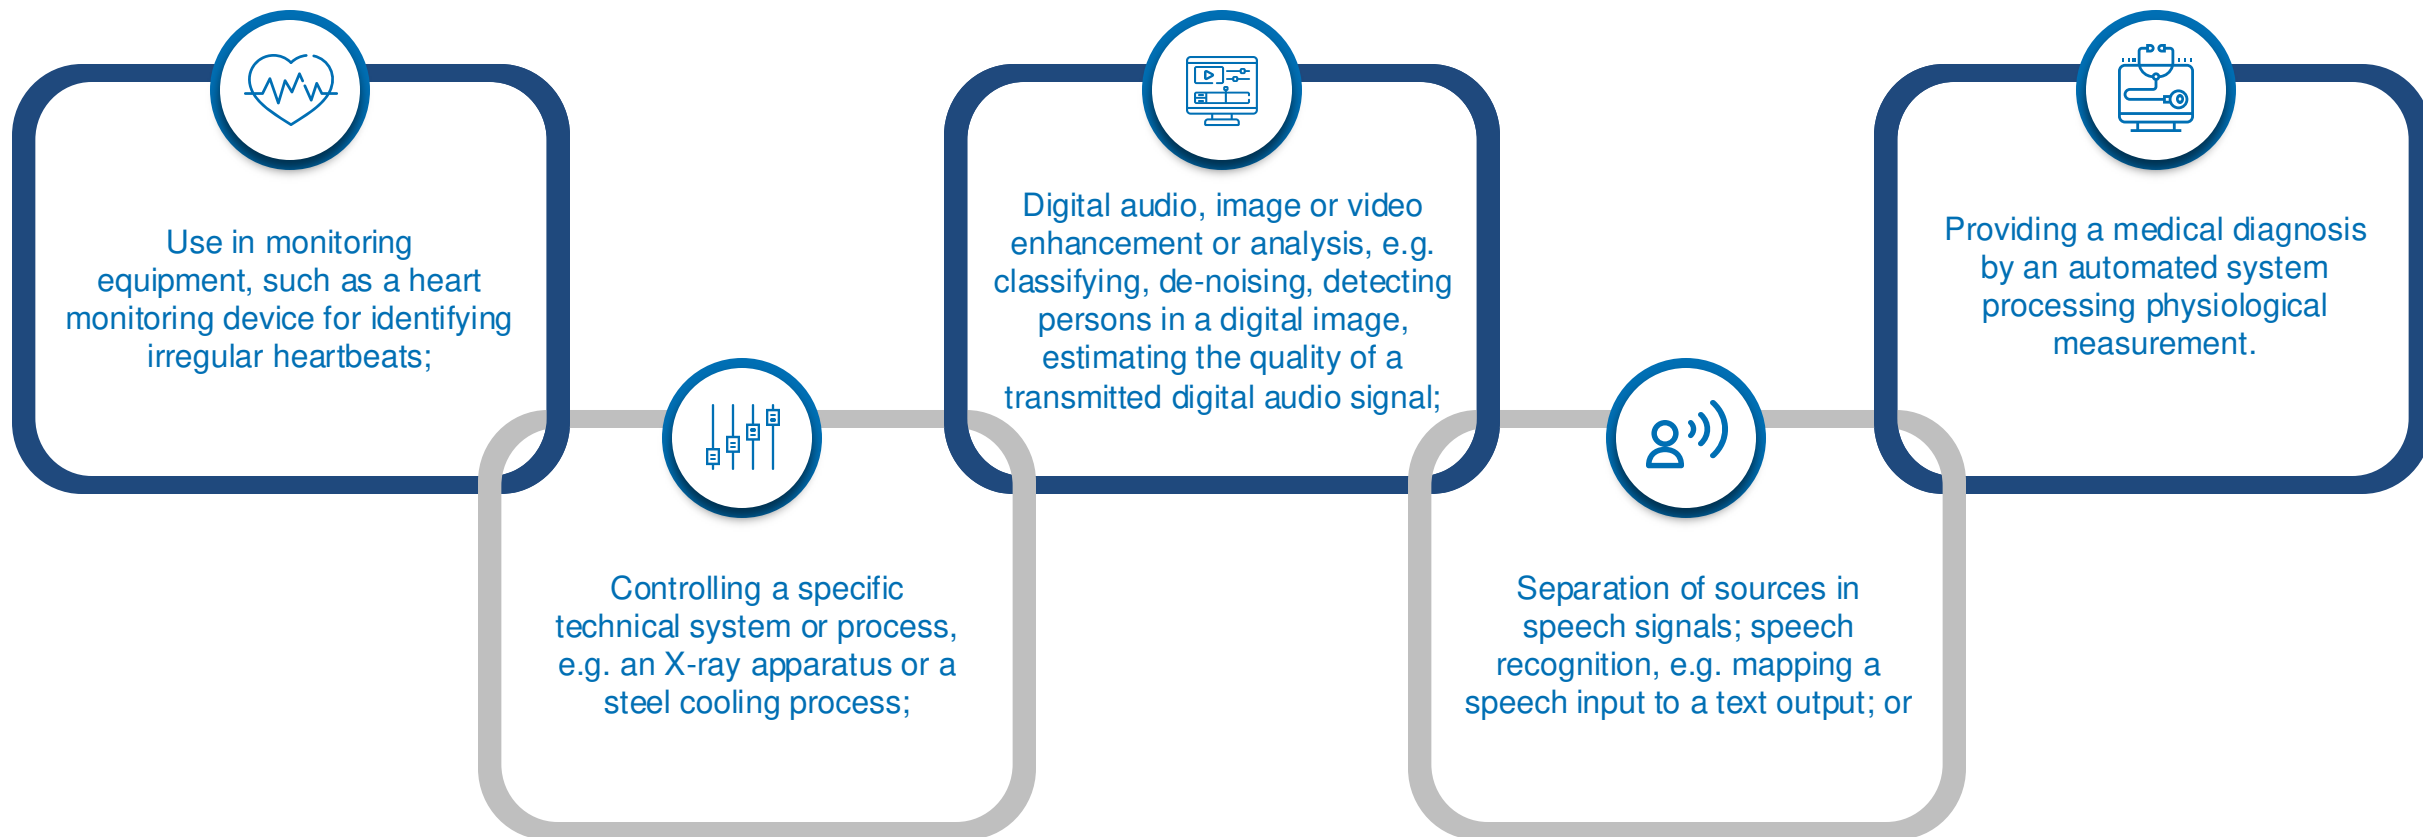 Use in monitoring
equipment, such as a heart
monitoring device for identifying
irregular heartbeats;
Controlling a specific
technical system or process,
e.g. an X-ray apparatus or a
steel cooling process;
Digital audio, image or video
enhancement or analysis, e.g.
classifying, de-noising, detecting
persons in a digital image,
estimating the quality of a
transmitted digital audio signal;
Separation of sources in
speech signals; speech
recognition, e.g. mapping a
speech input to a text output; or
Providing a medical diagnosis
by an automated system
processing physiological
measurement.